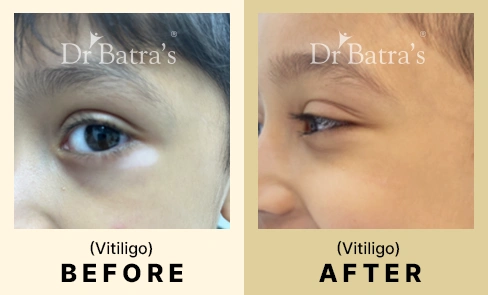 Dr Batra's®
(Vitiligo)
BEFORE
Dr Batra's®
(Vitiligo)
AFTER